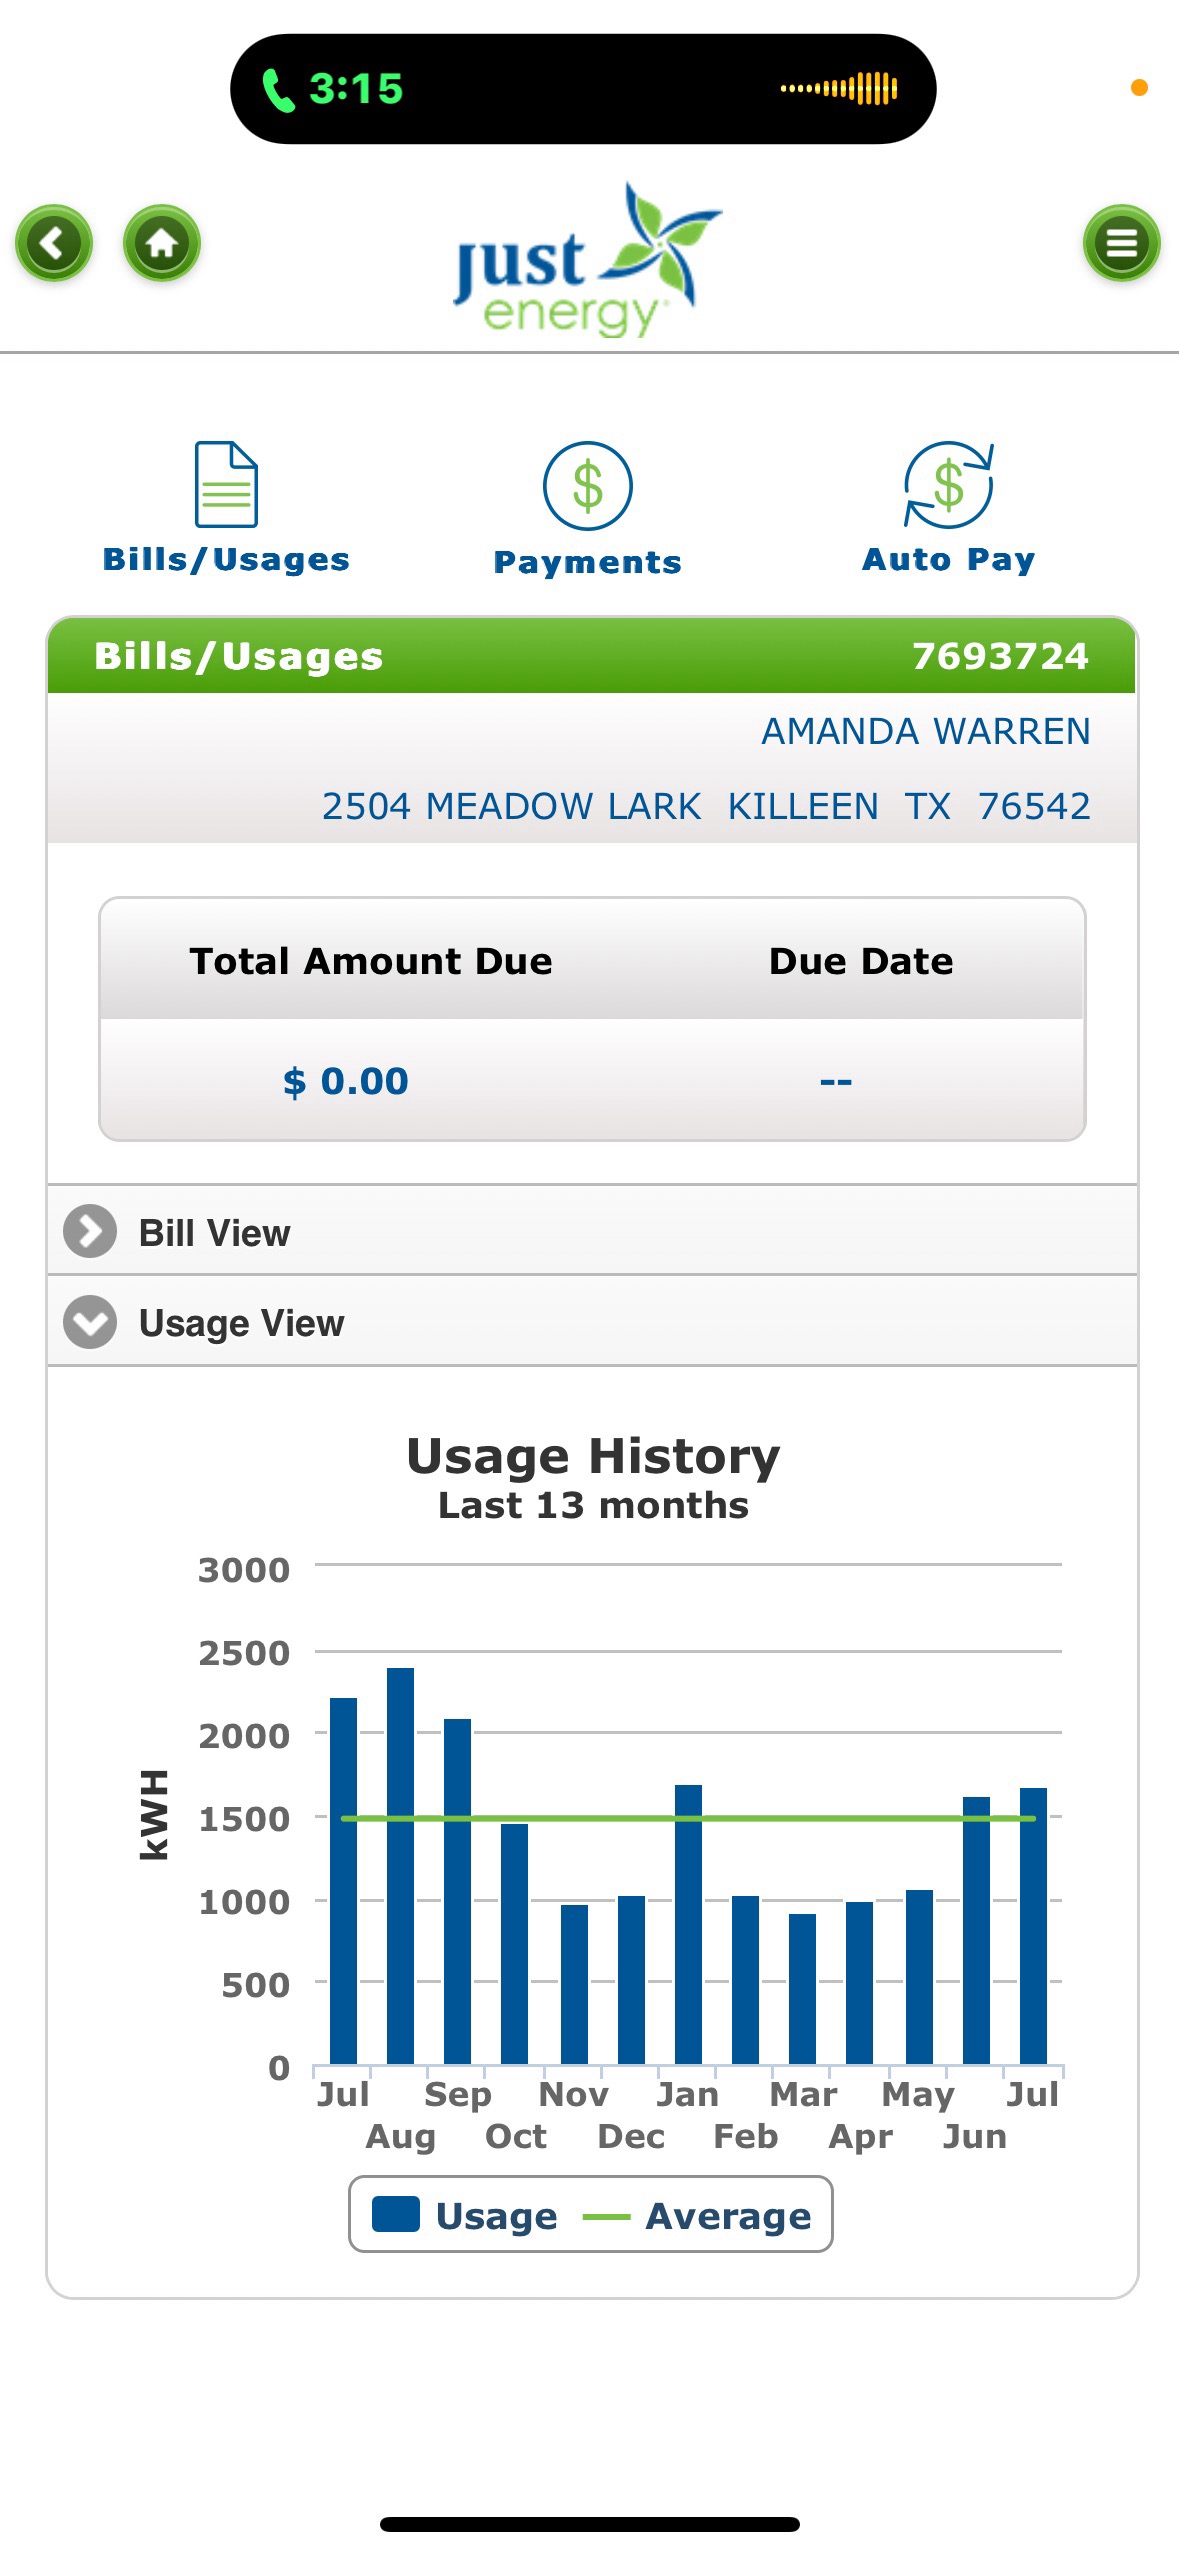 3:15
just
energy
Bills/Usages
Payments
Auto Pay
Bills/Usages 7693724
AMANDA WARREN
2504 MEADOW LARK KILLEEN TX 76542
Total Amount Due Due Date
$ 0.00 --
Bill View
Usage View
Usage History
Last 13 months
3000
2500
2000
1500
1000
500
0
kWH
Jul Sep Nov Jan Mar May Jul
Aug Oct Dec Feb Apr Jun
Usage Average